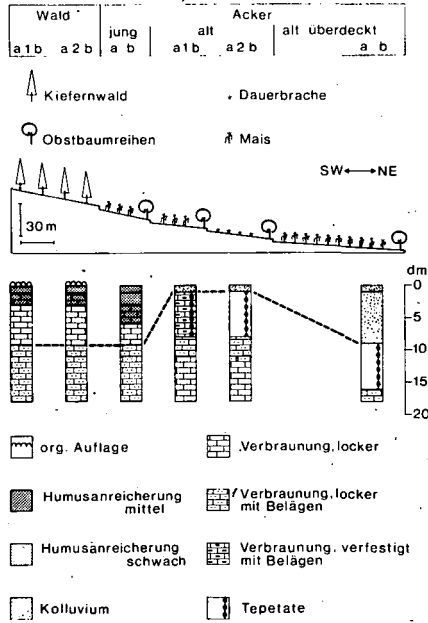 Wald Acker
jung alt alt überdeckt
a1b a2b a b a1b a2b a b
Kiefernwald Dauerbrache
Obstbaumreihen Mais
SW NE
30m
dm
0
5
10
15
20
org. Auflage Verbraunung, locker
Humusanreicherung Verbraunung, locker
mittel mit Belägen
Humusanreicherung Verbraunung, verfestigt
schwach mit Belägen
Kolluvium Tepetate